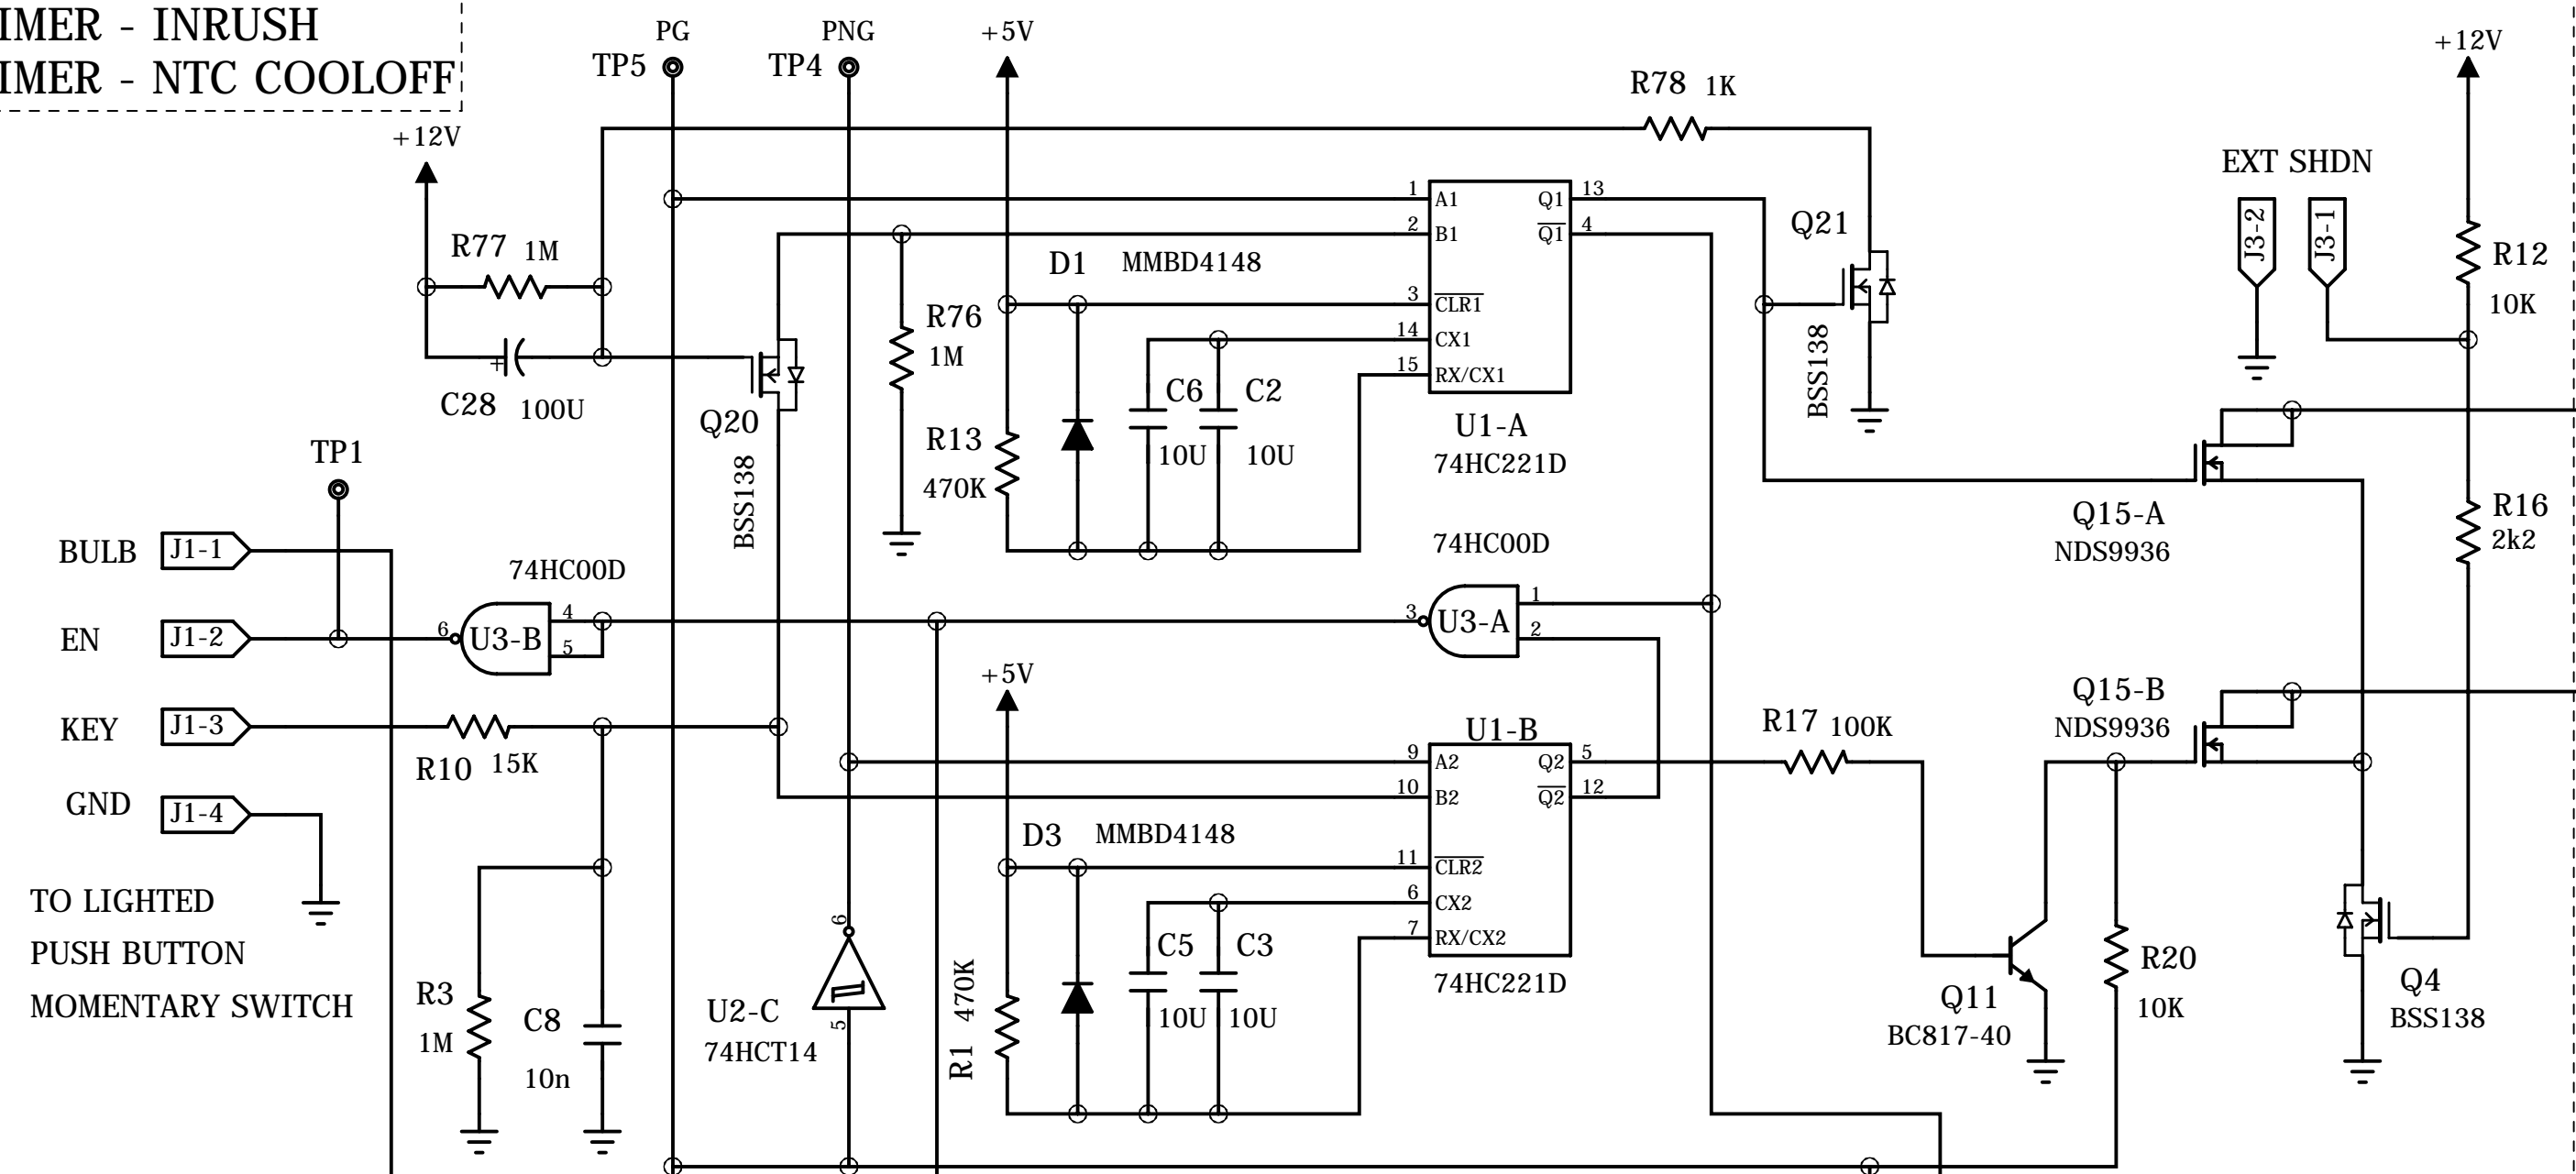 IMER - INRUSH
IMER - NTC COOLOFF
PG
TP5
PNG
TP4
+5V
+12V
R78 1K
+12V
EXT SHDN
J3-2
J3-1
R12
10K
R77 1M
C28 100U
Q20
BSS138
R76
1M
D1 MMBD4148
R13
470K
C6
10U
C2
10U
1
2
3
14
15
A1
B1
CLR1
CX1
RX/CX1
Q1
Q1
13
4
U1-A
74HC221D
Q21
BSS138
Q15-A
NDS9936
R16
2k2
TP1
BULB
J1-1
EN
J1-2
KEY
J1-3
GND
J1-4
TO LIGHTED
PUSH BUTTON
MOMENTARY SWITCH
74HC00D
U3-B
6
4
5
74HC00D
U3-A
3
1
2
R10 15K
R3
1M
C8
10n
U2-C
74HCT14
6
5
+5V
D3 MMBD4148
R1 470K
C5
10U
C3
10U
U1-B
9
10
11
6
7
A2
B2
CLR2
CX2
RX/CX2
Q2
Q2
5
12
74HC221D
R17 100K
Q15-B
NDS9936
Q11
BC817-40
R20
10K
Q4
BSS138